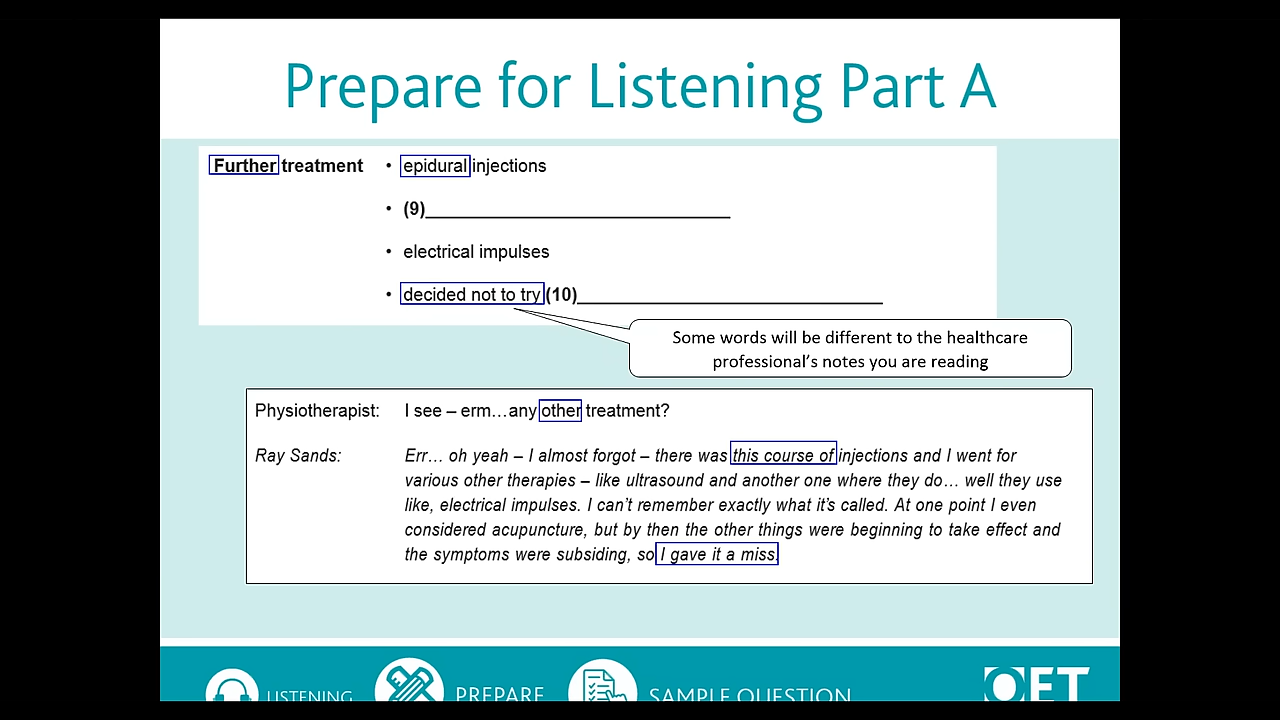 Prepare for Listening Part A
Further treatment • epidural injections
• (9)
• electrical impulses
• decided not to try (10)
Some words will be different to the healthcare
professional's notes you are reading
Physiotherapist: I see – erm…any other treatment?
Ray Sands: Err… oh yeah – I almost forgot – there was this course of injections and I went for
various other therapies – like ultrasound and another one where they do… well they use
like, electrical impulses. I can't remember exactly what it's called. At one point I even
considered acupuncture, but by then the other things were beginning to take effect and
the symptoms were subsiding, so I gave it a miss.
LISTENING PREPARE SAMPLE QUESTION OET